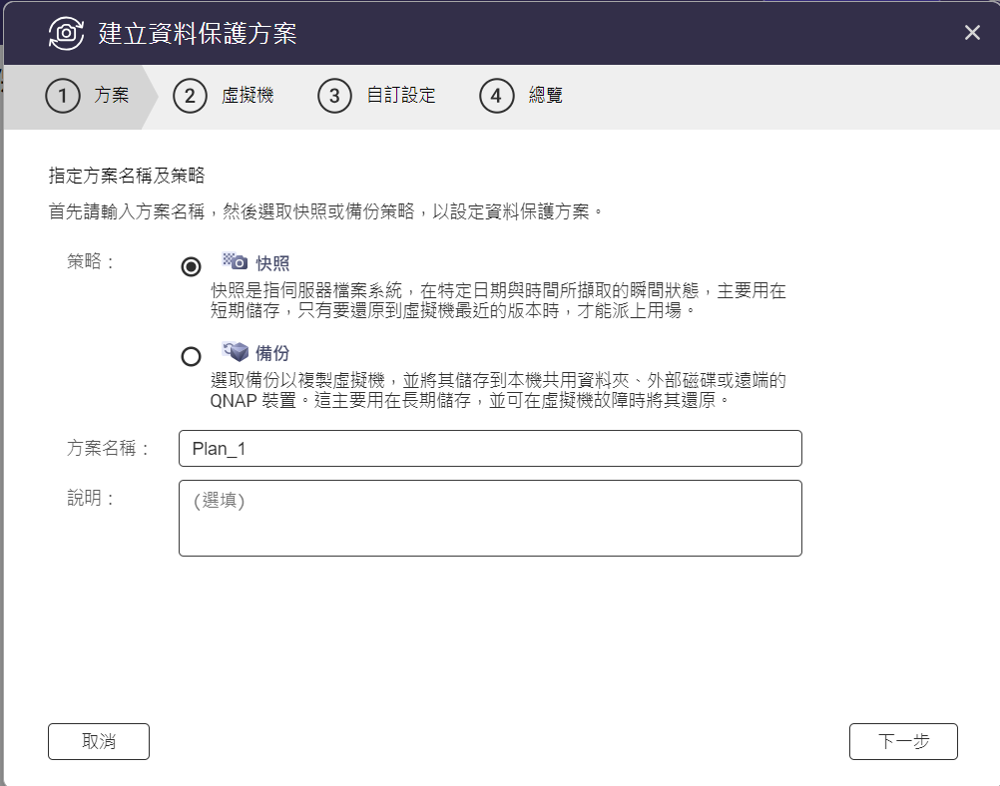 建立資料保護方案
1 方案 2 虛擬機 3 自訂設定 4 總覽
指定方案名稱及策略
首先請輸入方案名稱，然後選取快照或備份策略，以設定資料保護方案。
策略：
快照
快照是指伺服器檔案系統，在特定日期與時間所擷取的瞬間狀態，主要用在
短期儲存，只有要還原到虛擬機最近的版本時，才能派上用場。
備份
選取備份以複製虛擬機，並將其儲存到本機共用資料夾、外部磁碟或遠端的
QNAP 裝置。這主要用在長期儲存，並可在虛擬機故障時將其還原。
方案名稱： Plan_1
說明： (選填)
取消 下一步